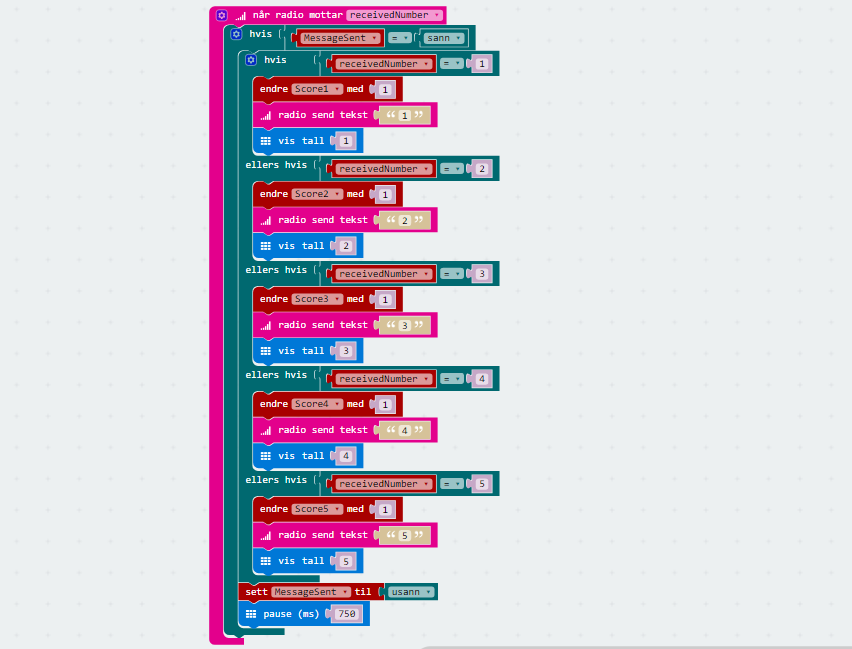 når radio mottar receivedNumber
hvis MessageSent = sann
hvis receivedNumber = 1
endre Score1 med 1
radio send tekst “ 1 ”
vis tall 1
ellers hvis receivedNumber = 2
endre Score2 med 1
radio send tekst “ 2 ”
vis tall 2
ellers hvis receivedNumber = 3
endre Score3 med 1
radio send tekst “ 3 ”
vis tall 3
ellers hvis receivedNumber = 4
endre Score4 med 1
radio send tekst “ 4 ”
vis tall 4
ellers hvis receivedNumber = 5
endre Score5 med 1
radio send tekst “ 5 ”
vis tall 5
sett MessageSent til usann
pause (ms) 750